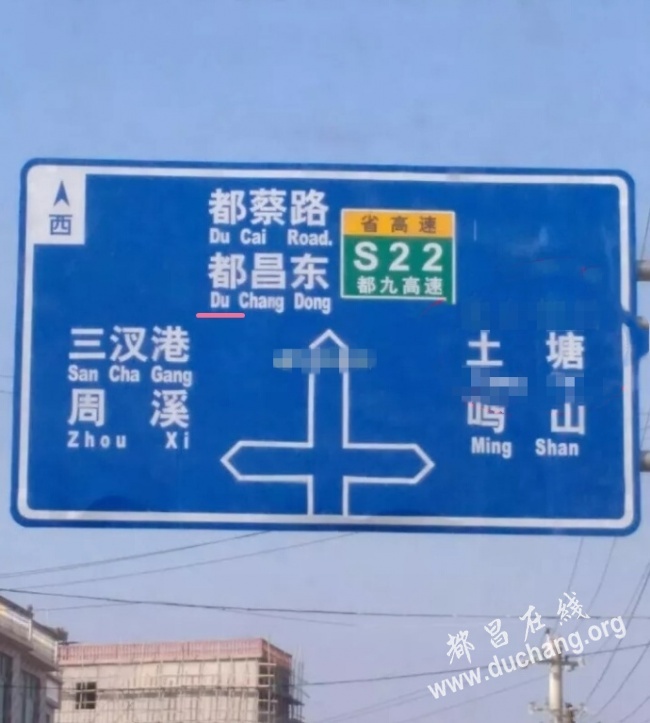 西
都蔡路
Du Cai Road.
都昌东
Du Chang Dong
省高速
S22
都九高速
三汊港
San Cha Gang
周溪
Zhou Xi
土塘
鸣山
Ming Shan
都昌在线
www.duchang.org